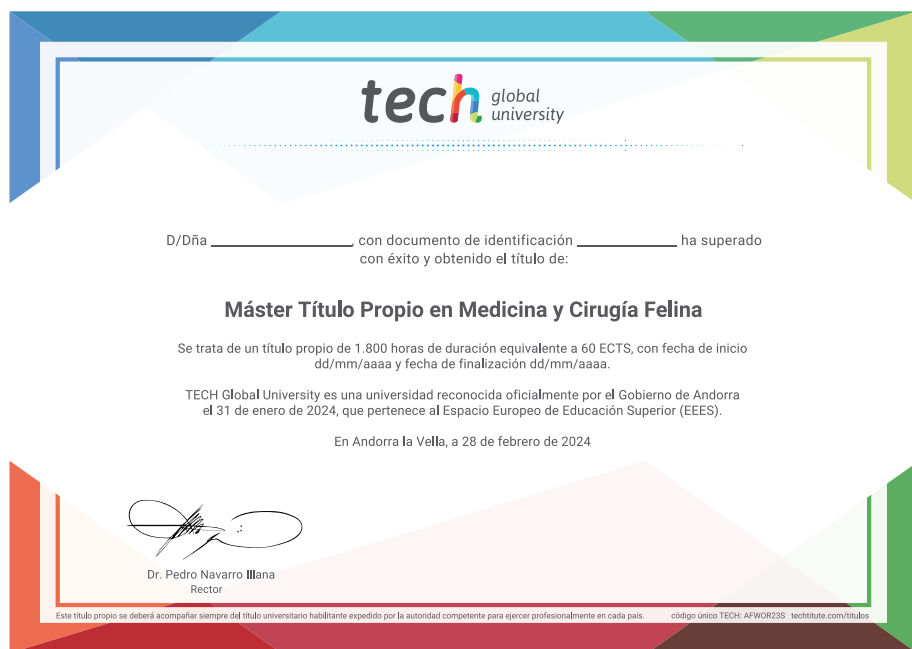 tech global
university
D/Dña ______________, con documento de identificación __________ ha superado
con éxito y obtenido el título de:
Máster Título Propio en Medicina y Cirugía Felina
Se trata de un título propio de 1.800 horas de duración equivalente a 60 ECTS, con fecha de inicio
dd/mm/aaaa y fecha de finalización dd/mm/aaaa.
TECH Global University es una universidad reconocida oficialmente por el Gobierno de Andorra
el 31 de enero de 2024, que pertenece al Espacio Europeo de Educación Superior (EEES).
En Andorra la Vella, a 28 de febrero de 2024
Dr. Pedro Navarro Illana
Rector
Este título propio se deberá acompañar siempre del título universitario habilitante expedido por la autoridad competente para ejercer profesionalmente en cada país. código único TECH: AFWOR23S techtitute.com/títulos